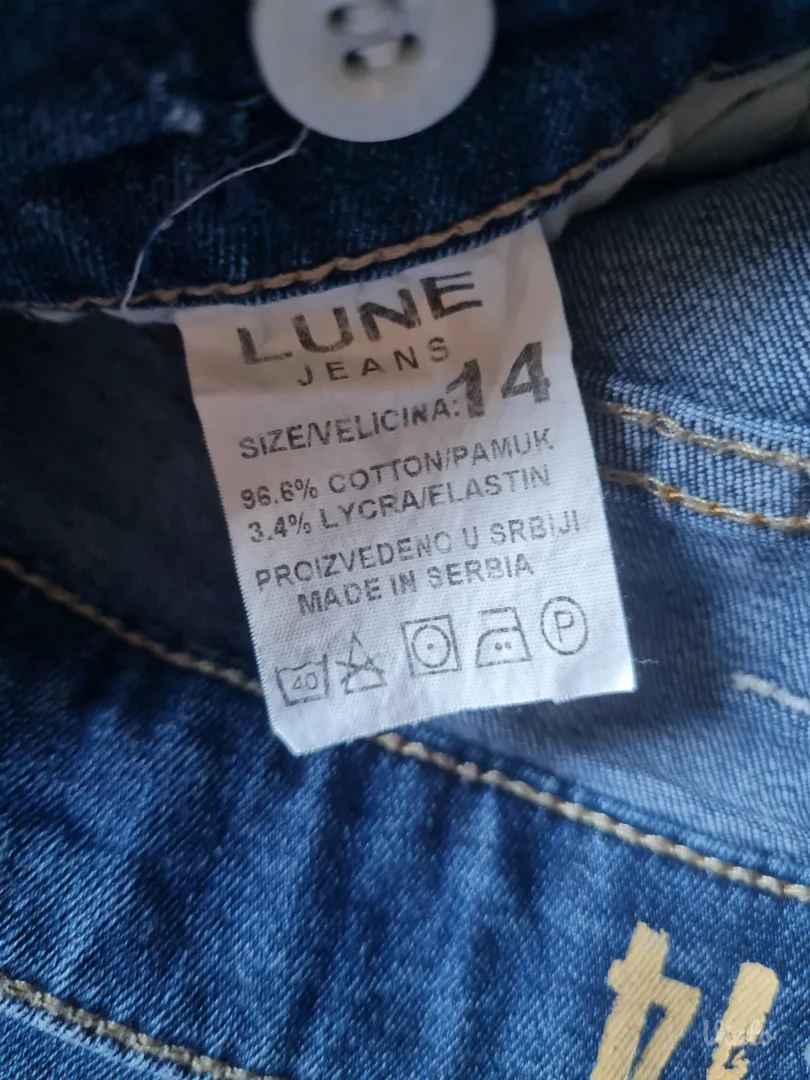 LUNE
JEANS
SIZE/VELICINA: 14
96.6% COTTON/PAMUK
3.4% LYCRA/ELASTIN
PROIZVEDENO U SRBIJI
MADE IN SERBIA
40 P
14